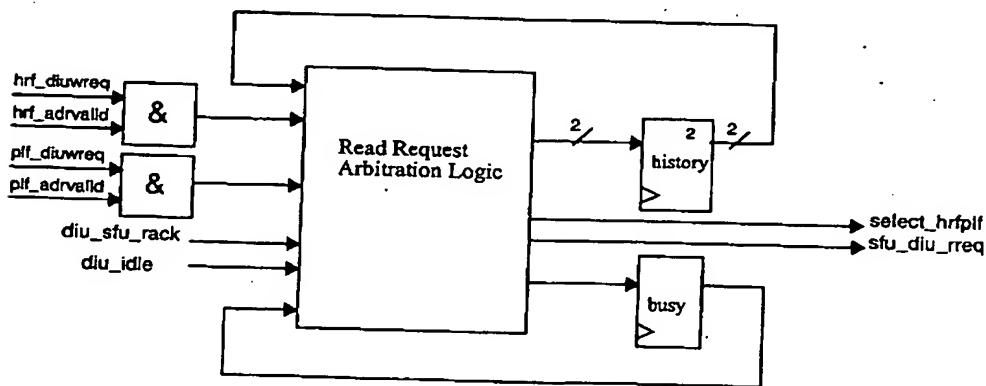 hrf_diuwreq
hrf_adrvalid
&
plf_diuwreq
plf_adrvalid
&
diu_sfu_rack
diu_idle
Read Request
Arbitration Logic
2
2
2
history
select_hrfplf
sfu_diu_rreq
busy